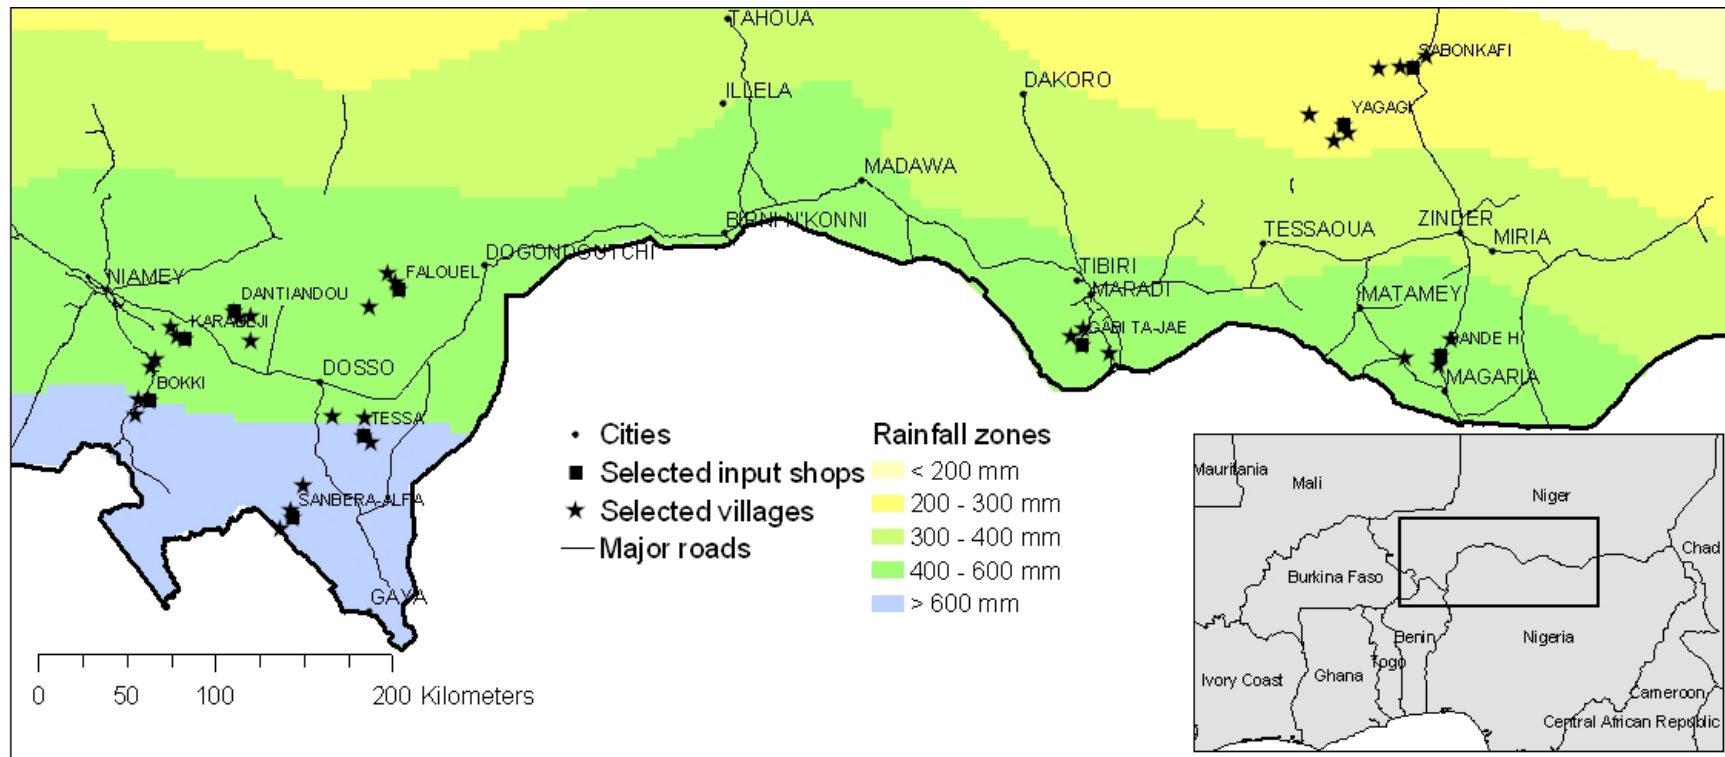 TAHOUA
SABONKAFI
ILLELA
DAKORO
YAGAGI
MADAWA
BIRNI N'KONNI
TESSAOUA
ZINDER
MIRIA
DOGONDOUTCHI
NIAMEY
FALOUEL
TIBIRI
MARADI
DANTIANDOU
MATAMEY
KARABEJI
GABI TA-JAE
DANDE H
DOSSO
MAGARIA
BOKKI
TESSA
SANBERA-ALFIA
GAYA
Cities
Selected input shops
Selected villages
Major roads
Rainfall zones
< 200 mm
200 - 300 mm
300 - 400 mm
400 - 600 mm
> 600 mm
0 50 100 200 Kilometers
Mauritania
Mali
Niger
Chad
Burkina Faso
Benin
Nigeria
Togo
Ghana
Ivory Coast
Cameroon
Central African Republic